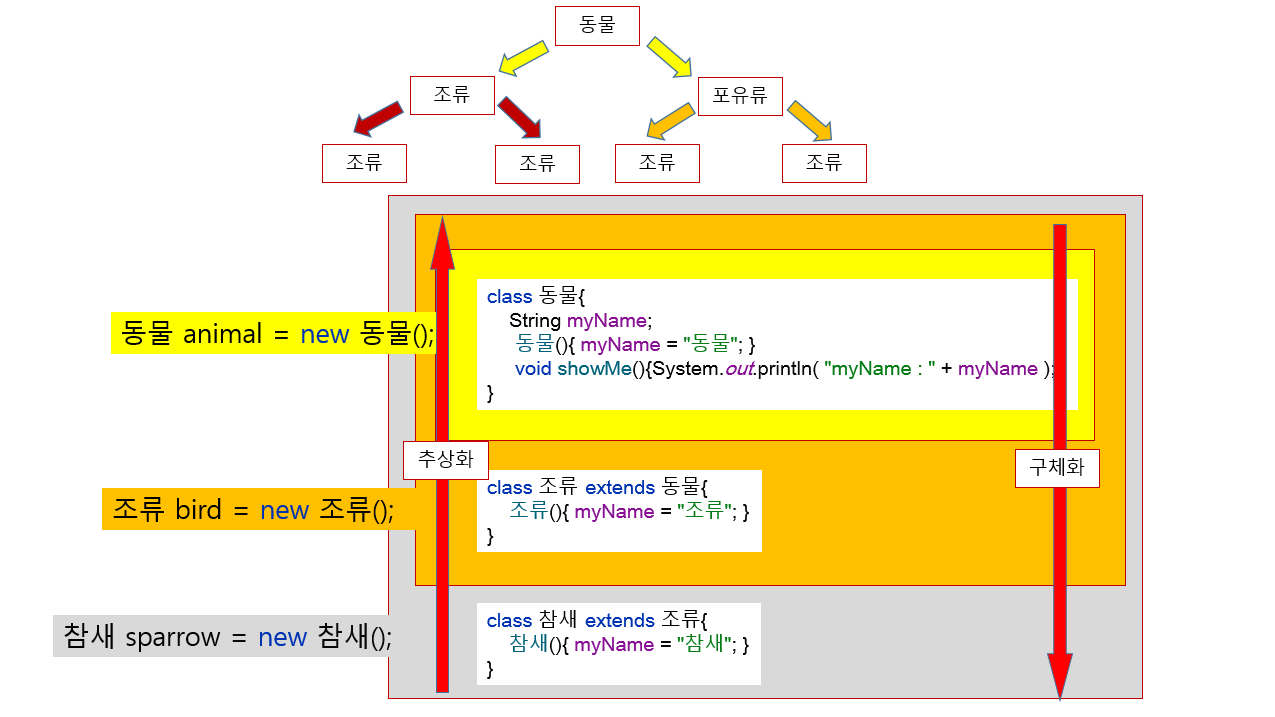 동물
조류
포유류
조류
조류
조류
조류
class 동물{
String myName;
동물(){ myName = "동물"; }
void showMe(){System.out.println( "myName : " + myName );
}
동물 animal = new 동물();
추상화
구체화
class 조류 extends 동물{
조류(){ myName = "조류"; }
}
조류 bird = new 조류();
class 참새 extends 조류{
참새(){ myName = "참새"; }
}
참새 sparrow = new 참새();